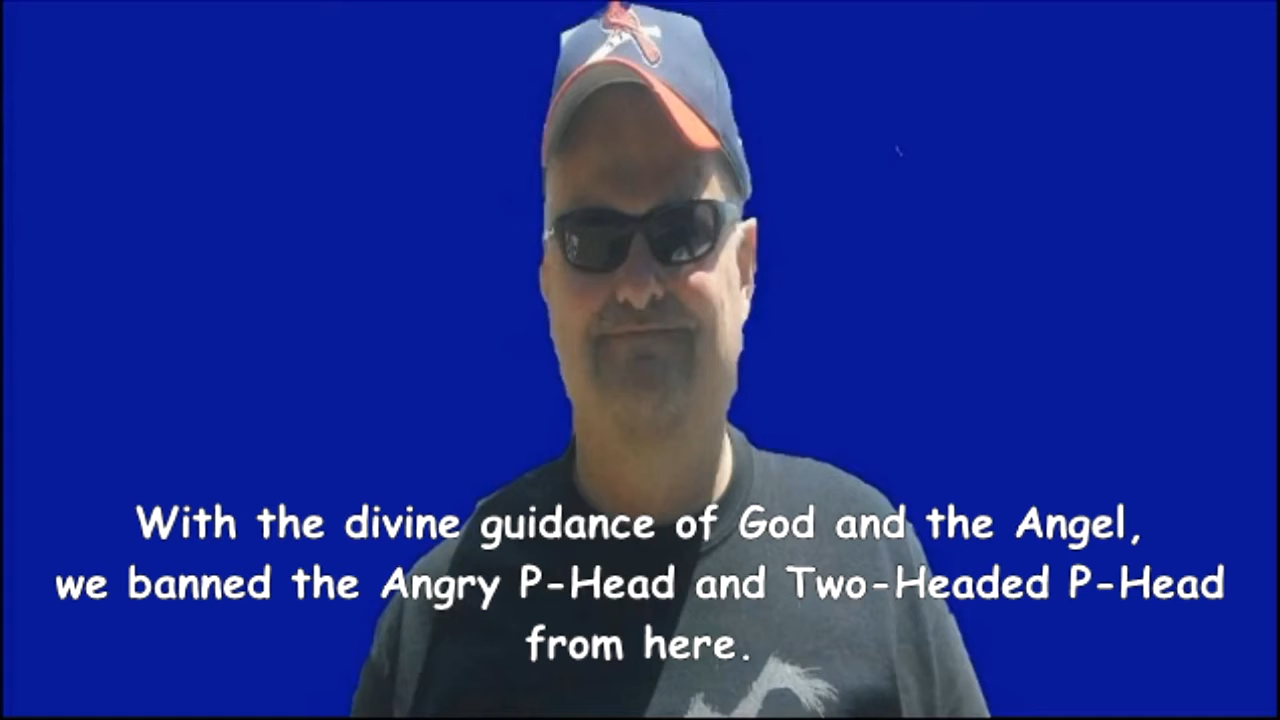 With the divine guidance of God and the Angel,
we banned the Angry P-Head and Two-Headed P-Head
from here.